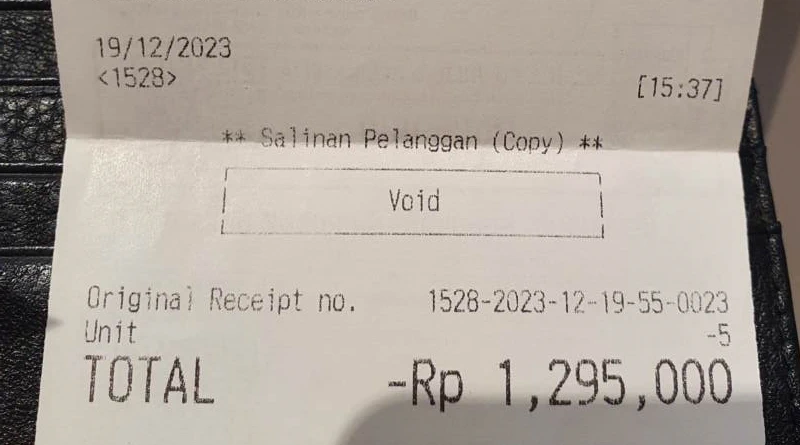 19/12/2023
<1528> [15:37]
** Salinan Pelanggan (Copy) **
Void
Original Receipt no. 1528-2023-12-19-55-0023
Unit -5
TOTAL -Rp 1,295,000